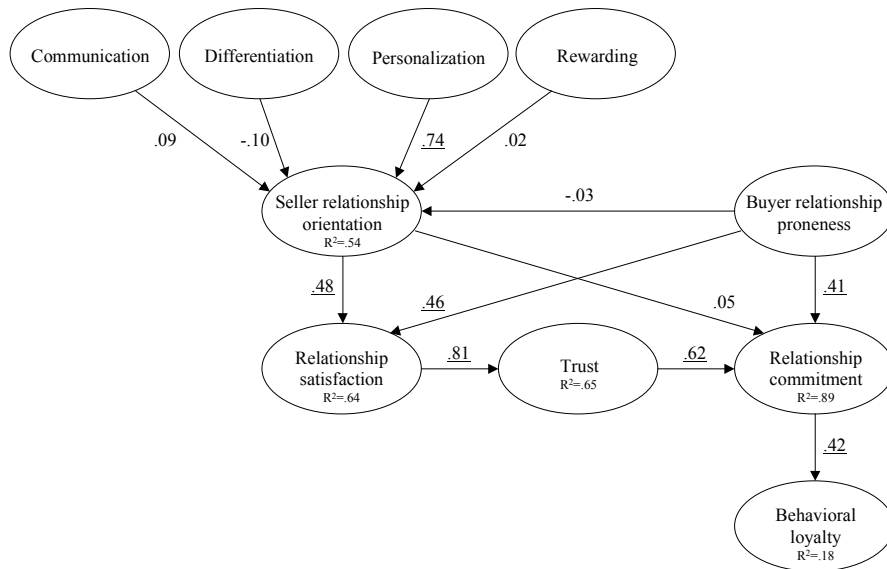 Communication
Differentiation
Personalization
Rewarding
.09
-.10
.74
.02
Seller relationship
orientation
R²=.54
-.03
Buyer relationship
proneness
.48
.46
.05
.41
Relationship
satisfaction
R²=.64
.81
Trust
R²=.65
.62
Relationship
commitment
R²=.89
.42
Behavioral
loyalty
R²=.18